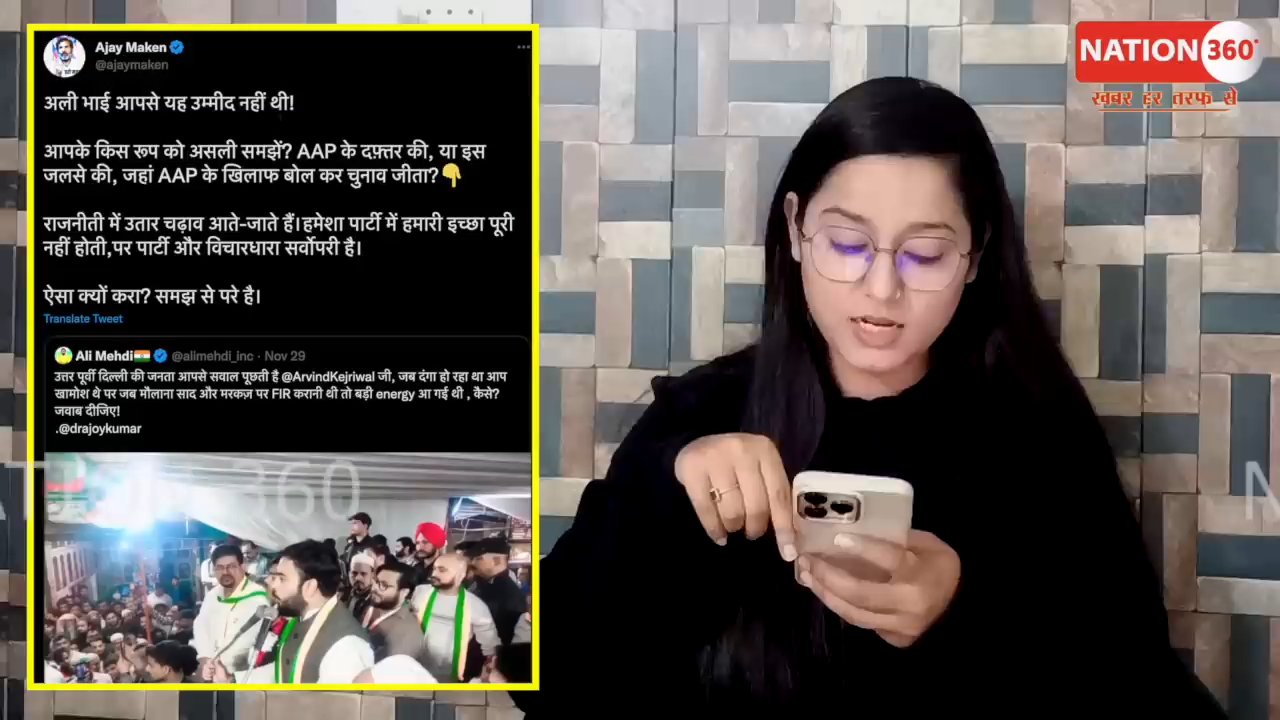 Ajay Maken
@ajaymaken
अली भाई आपसे यह उम्मीद नहीं थी!
आपके किस रूप को असली समझें? AAP के दफ़्तर की, या इस
जलसे की, जहां AAP के खिलाफ बोल कर चुनाव जीता?👇
राजनीती में उतार चढ़ाव आते-जाते हैं।हमेशा पार्टी में हमारी इच्छा पूरी
नहीं होती,पर पार्टी और विचारधारा सर्वोपरी है।
ऐसा क्यों करा? समझ से परे है।
Translate Tweet
Ali Mehdi🇮🇳 @alimehdi_inc · Nov 29
उत्तर पूर्वी दिल्ली की जनता आपसे सवाल पूछती है @ArvindKejriwal जी, जब दंगा हो रहा था आप
खामोश थे पर जब मौलाना साद और मरकज़ पर FIR करानी थी तो बड़ी energy आ गई थी , कैसे?
जवाब दीजिए!
.@drajoykumar
NATION 360°
खबर हर तरफ से
360
N